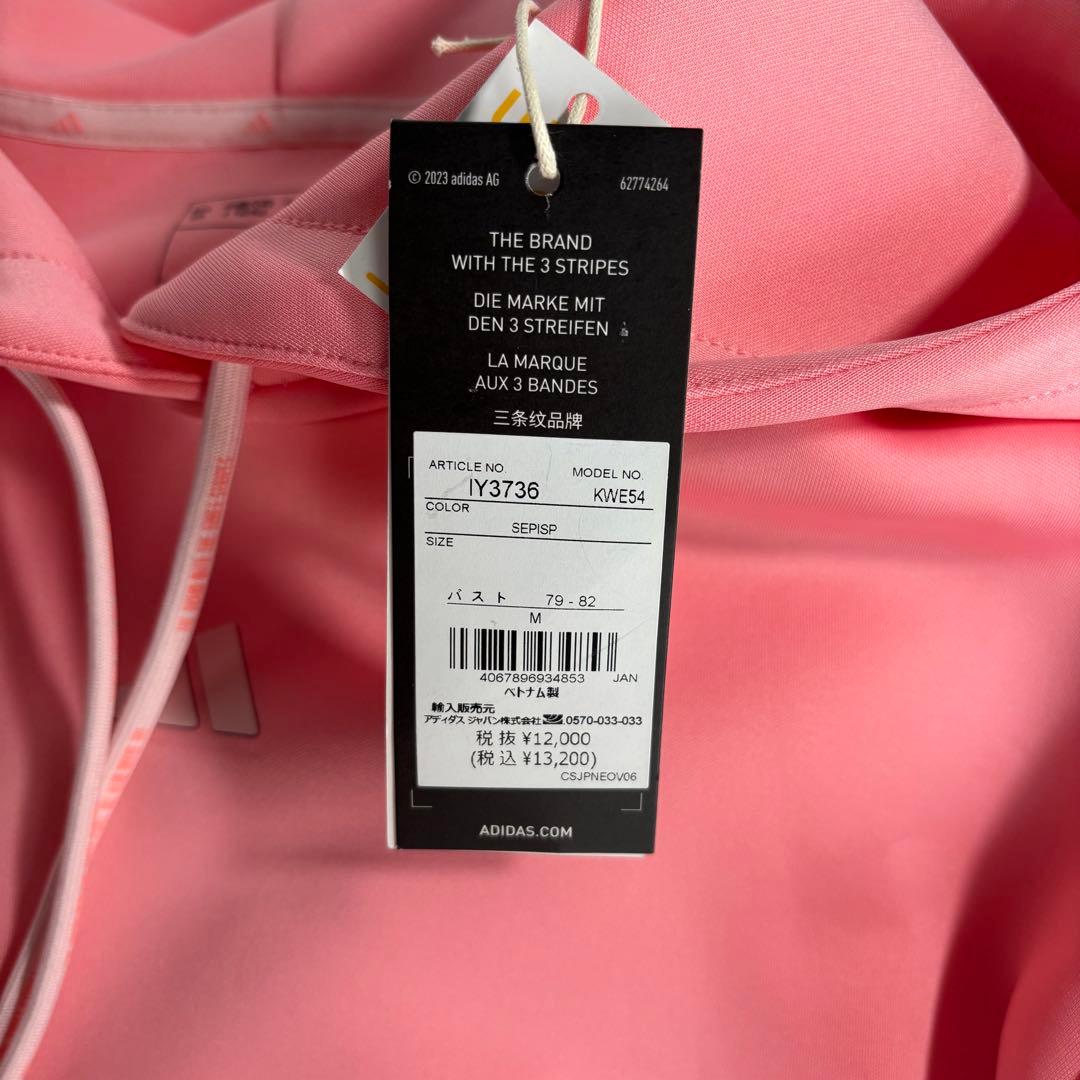 © 2023 adidas AG
62774264
THE BRAND
WITH THE 3 STRIPES
DIE MARKE MIT
DEN 3 STREIFEN
LA MARQUE
AUX 3 BANDES
三条纹品牌
ARTICLE NO. MODEL NO.
IY3736 KWE54
COLOR
SEPISP
SIZE
バスト 79 - 82
M
4067896934853 JAN
ベトナム製
輸入販売元
アディダス ジャパン株式会社 0570-033-033
税抜 ¥12,000
(税込 ¥13,200)
CSJPNEOV06
ADIDAS.COM